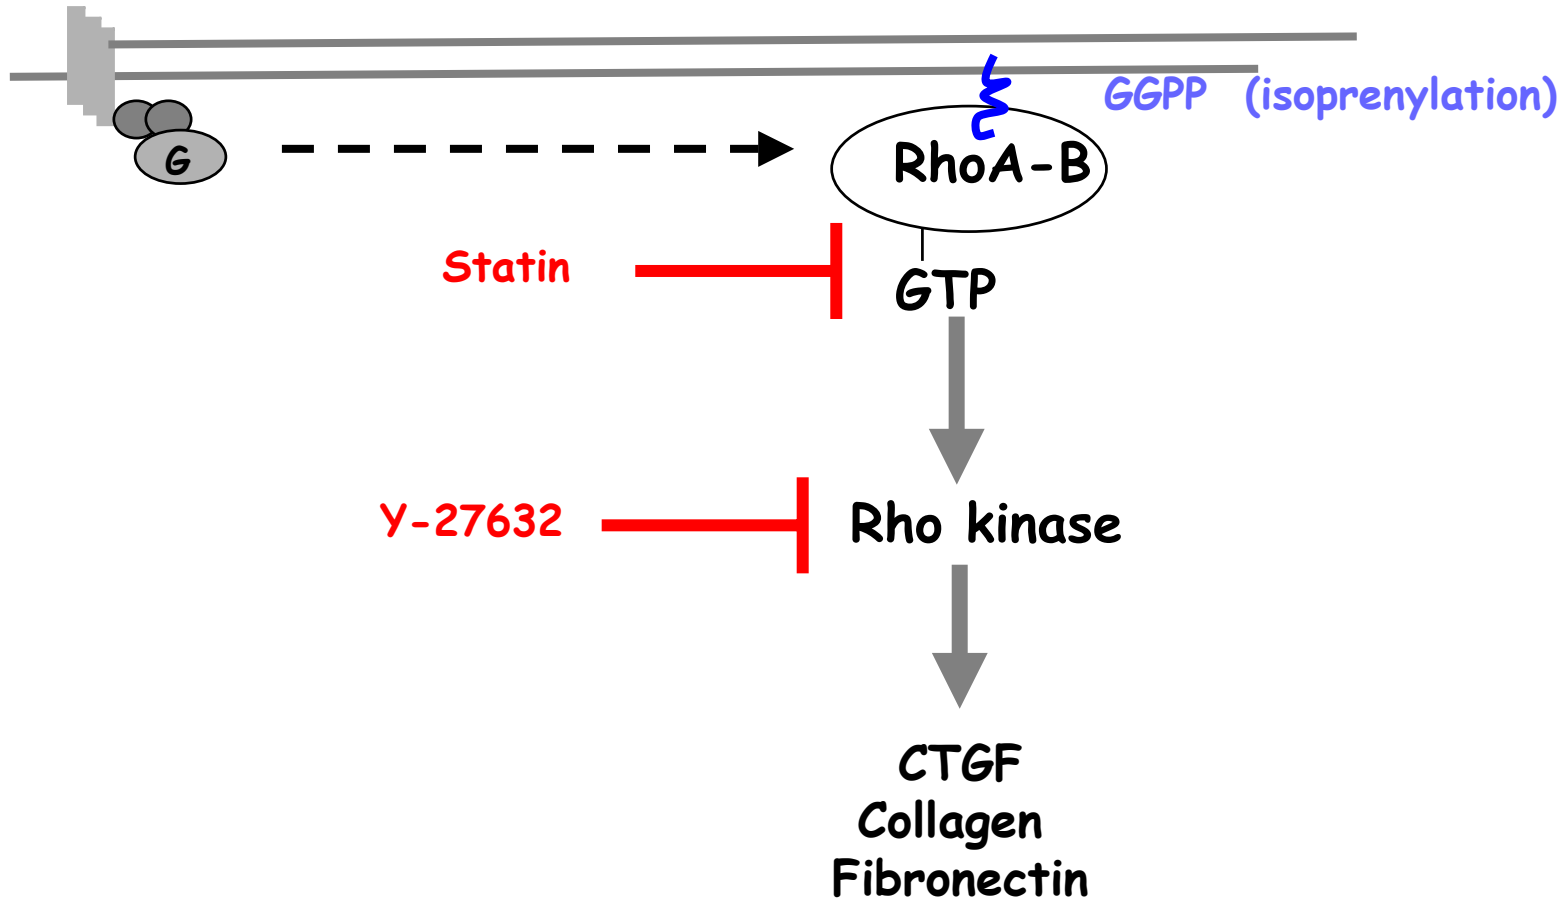 GGPP (isoprenylation)
G
RhoA-B
Statin
GTP
Y-27632
Rho kinase
CTGF
Collagen
Fibronectin